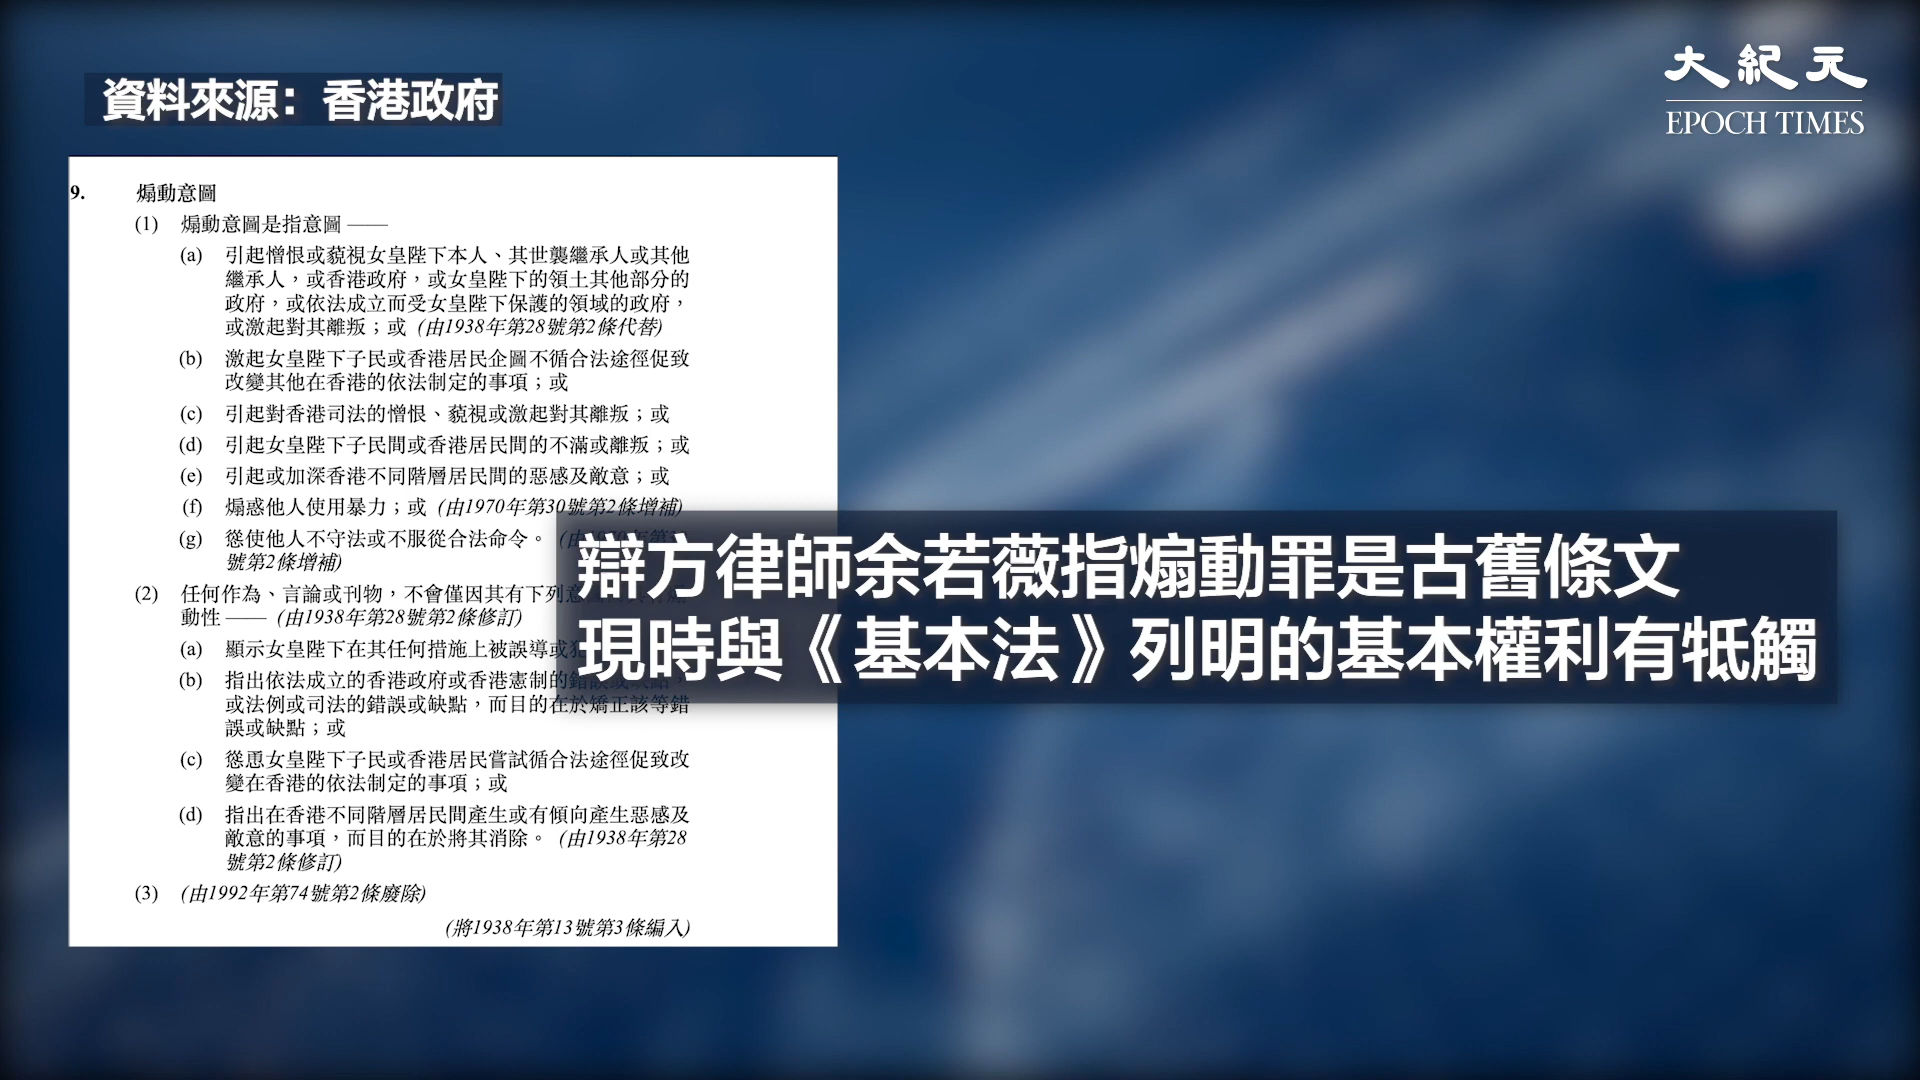 資料來源：香港政府
大紀元
EPOCH TIMES
9. 煽動意圖
(1) 煽動意圖是指意圖 ——
(a) 引起憎恨或藐視女皇陛下本人、其世襲繼承人或其他
繼承人，或香港政府，或女皇陛下的領土其他部分的
政府，或依法成立而受女皇陛下保護的領域的政府，
或激起對其離叛；或 (由1938年第28號第2條代替)
(b) 激起女皇陛下子民或香港居民企圖不循合法途徑促致
改變其他在香港的依法制定的事項；或
(c) 引起對香港司法的憎恨、藐視或激起對其離叛；或
(d) 引起女皇陛下子民間或香港居民間的不滿或離叛；或
(e) 引起或加深香港不同階層居民間的惡感及敵意；或
(f) 煽惑他人使用暴力；或 (由1970年第30號第2條增補)
(g) 慫使他人不守法或不服從合法命令。 (由
號第2條增補)
(2) 任何作為、言論或刊物，不會僅因其有下列意
動性 —— (由1938年第28號第2條修訂)
(a) 顯示女皇陛下在其任何措施上被誤導或犯
(b) 指出依法成立的香港政府或香港憲制的錯誤或缺點，
或法例或司法的錯誤或缺點，而目的在於矯正該等錯
誤或缺點；或
(c) 慫恿女皇陛下子民或香港居民嘗試循合法途徑促致改
變在香港的依法制定的事項；或
(d) 指出在香港不同階層居民間產生或有傾向產生惡感及
敵意的事項，而目的在於將其消除。 (由1938年第28
號第2條修訂)
(3) (由1992年第74號第2條廢除)
(將1938年第13號第3條編入)
辯方律師余若薇指煽動罪是古舊條文
現時與《基本法》列明的基本權利有牴觸